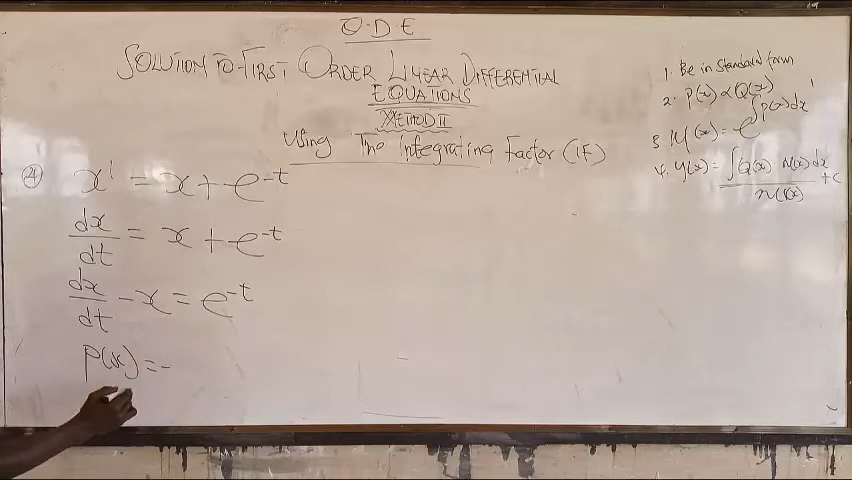 O.D.E
SOLUTION TO FIRST ORDER LINEAR DIFFERENTIAL
EQUATIONS
METHOD II
Using The Integrating Factor (IF)
1. Be in Standard form
2. P(x) & Q(x)
3. M(x) = e^∫P(x)dx
4. y(x) = ∫Q(x) · M(x) dx + C
M(x)
4 x' = x + e^-t
dx/dt = x + e^-t
dx/dt - x = e^-t
P(x) = -